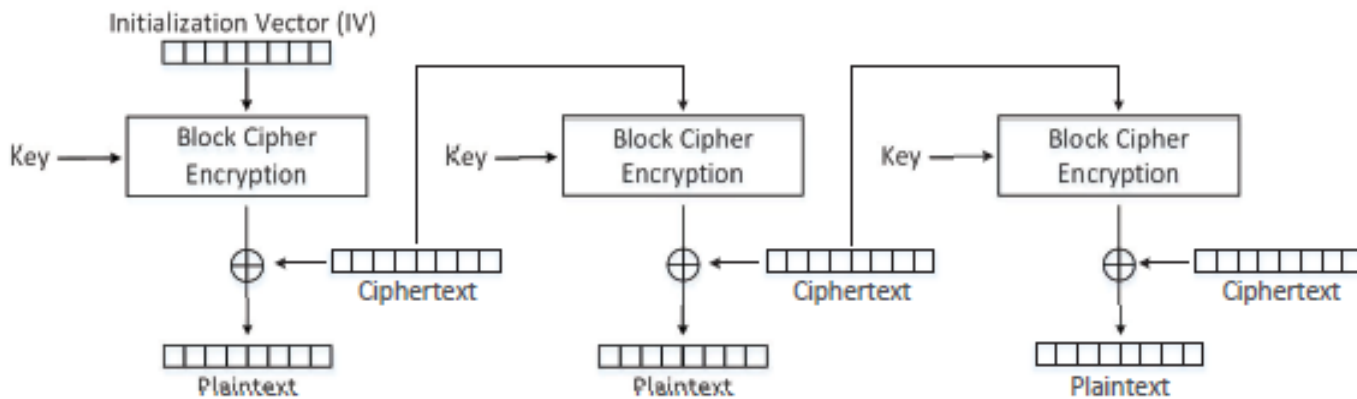 Initialization Vector (IV)
Key
Block Cipher
Encryption
Key
Block Cipher
Encryption
Key
Block Cipher
Encryption
Ciphertext
Ciphertext
Ciphertext
Plaintext
Plaintext
Plaintext